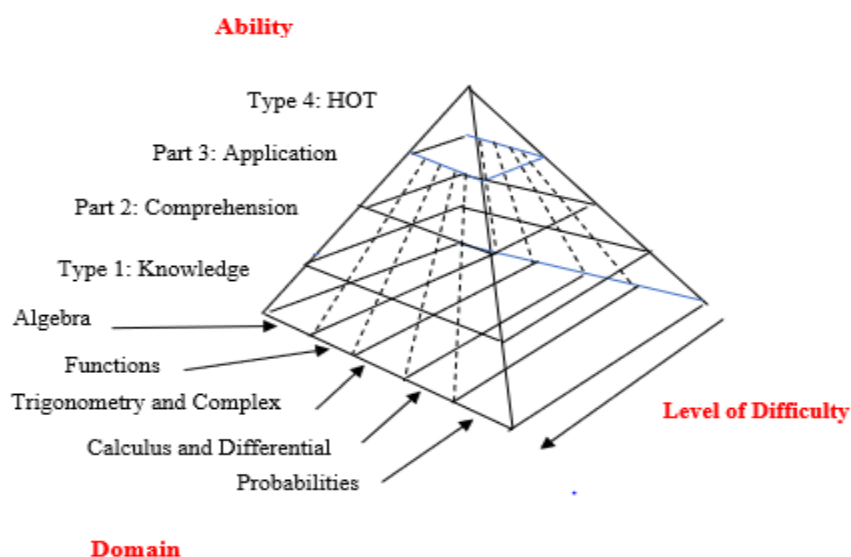 Ability
Type 4: HOT
Part 3: Application
Part 2: Comprehension
Type 1: Knowledge
Algebra
Functions
Trigonometry and Complex
Calculus and Differential
Probabilities
Level of Difficulty
Domain